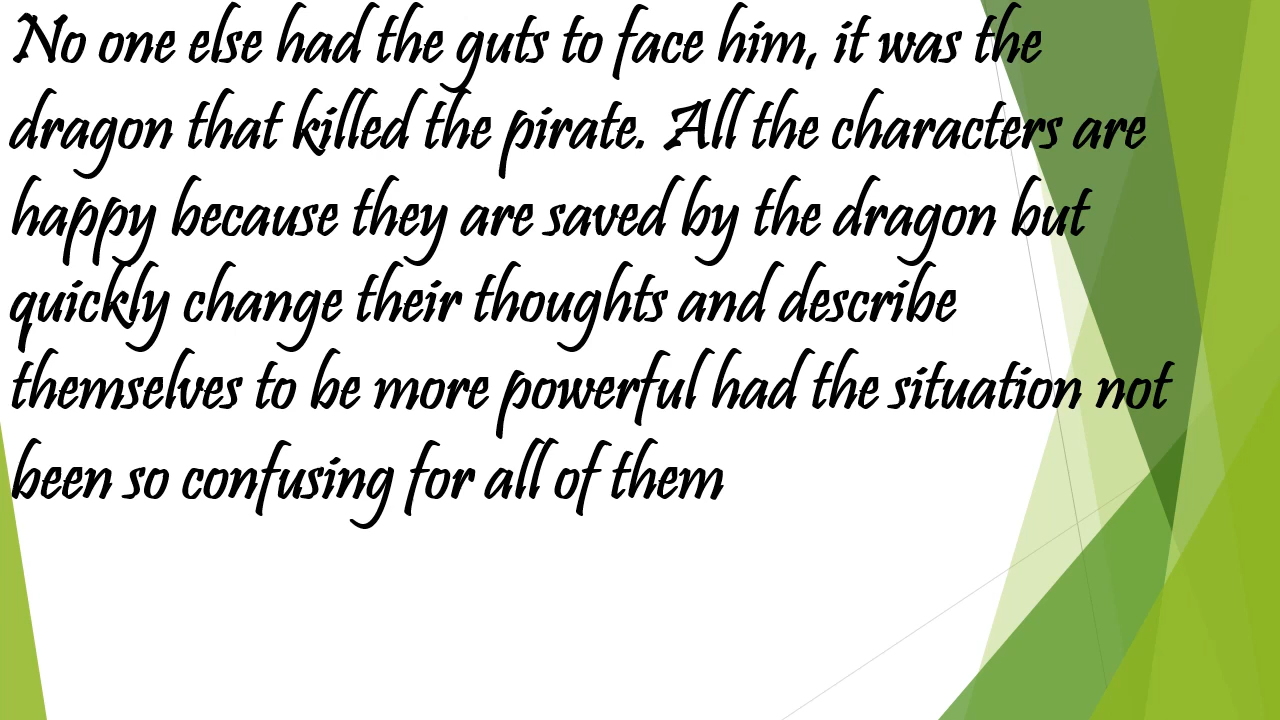 No one else had the guts to face him, it was the
dragon that killed the pirate. All the characters are
happy because they are saved by the dragon but
quickly change their thoughts and describe
themselves to be more powerful had the situation not
been so confusing for all of them